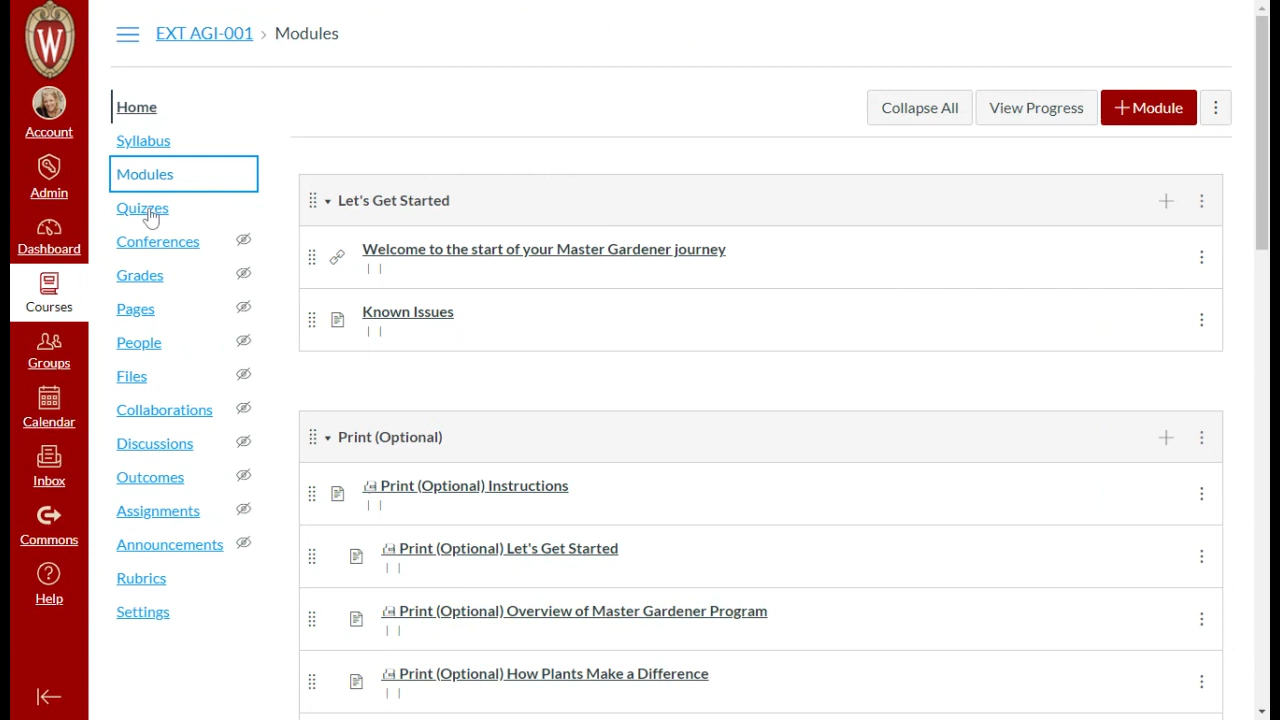 W
Account
Admin
Dashboard
Courses
Groups
Calendar
Inbox
Commons
Help
EXT AGI-001 › Modules
Home
Syllabus
Modules
Quizzes
Conferences
Grades
Pages
People
Files
Collaborations
Discussions
Outcomes
Assignments
Announcements
Rubrics
Settings
Collapse All
View Progress
+ Module
Let's Get Started
Welcome to the start of your Master Gardener journey
| |
Known Issues
| |
Print (Optional)
Print (Optional) Instructions
| |
Print (Optional) Let's Get Started
| |
Print (Optional) Overview of Master Gardener Program
| |
Print (Optional) How Plants Make a Difference
| |